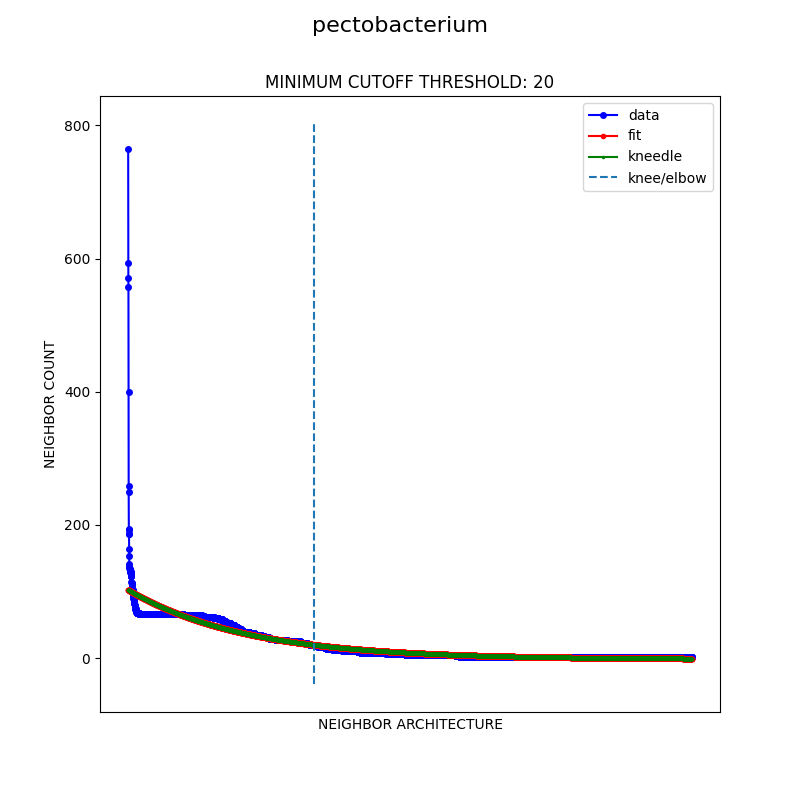 pectobacterium
MINIMUM CUTOFF THRESHOLD: 20
data
fit
kneedle
knee/elbow
800
600
400
200
0
NEIGHBOR COUNT
NEIGHBOR ARCHITECTURE